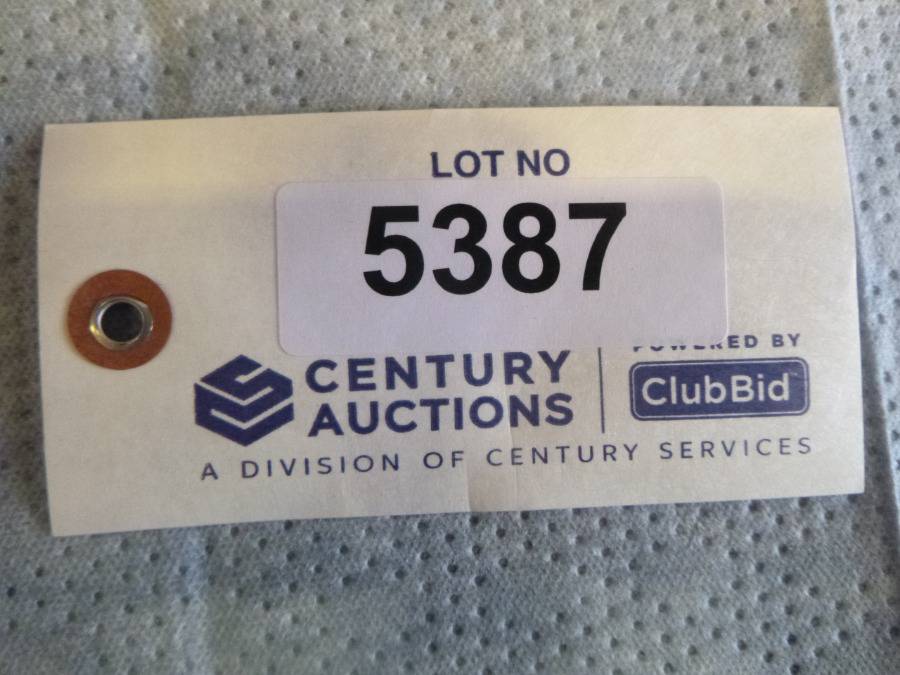 LOT NO
5387
CENTURY
AUCTIONS
POWERED BY
ClubBid
A DIVISION OF CENTURY SERVICES